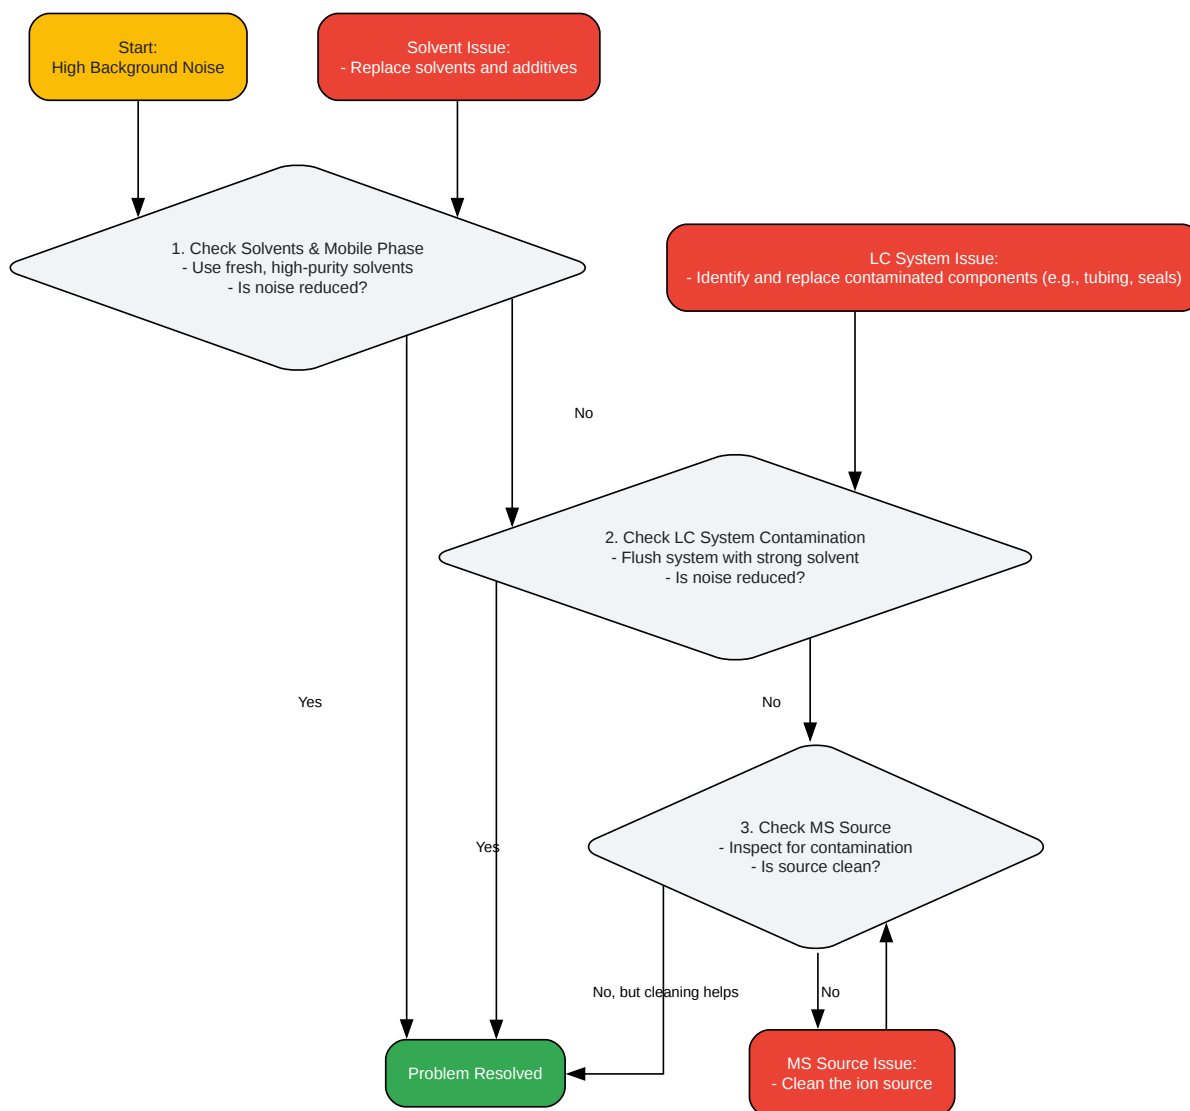 Start:
High Background Noise
Solvent Issue:
- Replace solvents and additives
1. Check Solvents & Mobile Phase
- Use fresh, high-purity solvents
- Is noise reduced?
LC System Issue:
- Identify and replace contaminated components (e.g., tubing, seals)
No
2. Check LC System Contamination
- Flush system with strong solvent
- Is noise reduced?
Yes
No
3. Check MS Source
- Inspect for contamination
- Is source clean?
Yes
No, but cleaning helps
No
Problem Resolved
MS Source Issue:
- Clean the ion source